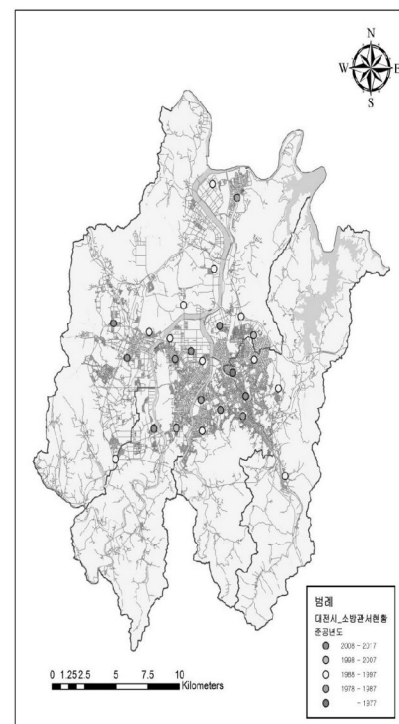 N
W E
S
범례
대전시_소방관서현황
준공년도
2008 - 2017
1998 - 2007
1988 - 1997
1978 - 1987
- 1977
0 1.25 2.5 5 7.5 10
Kilometers